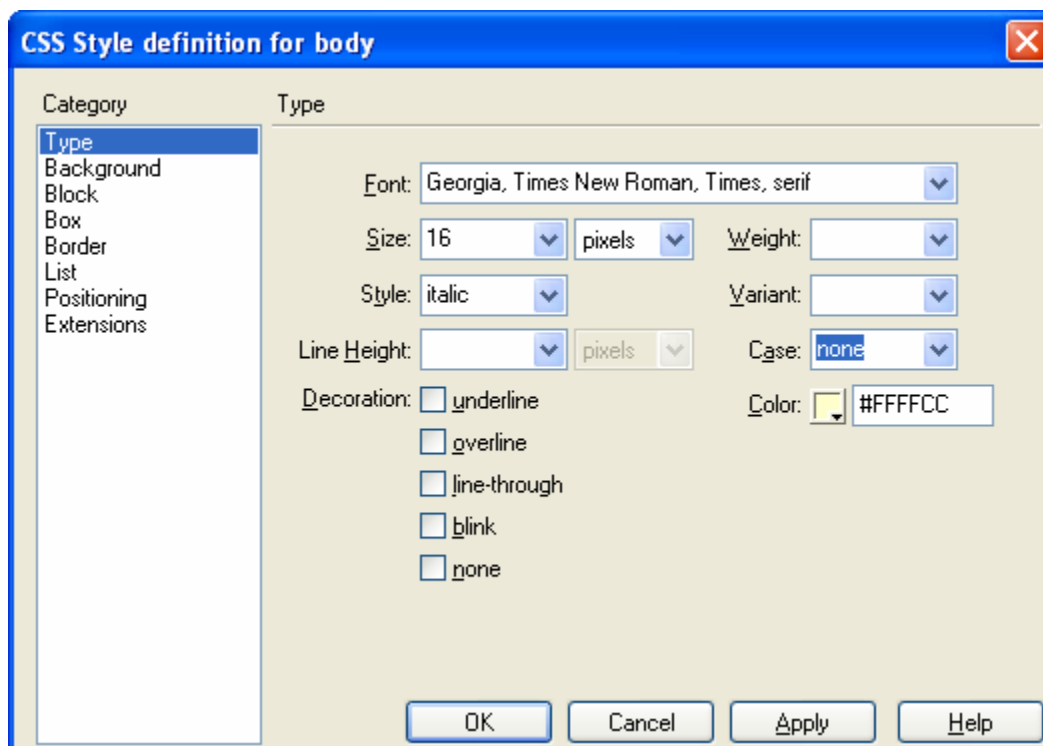 CSS Style definition for body
Category
Type
Background
Block
Box
Border
List
Positioning
Extensions
Type
Font: Georgia, Times New Roman, Times, serif
Size: 16 pixels Weight:
Style: italic Variant:
Line Height: pixels Case: none
Decoration: underline Color: #FFFFCC
overline
line-through
blink
none
OK Cancel Apply Help